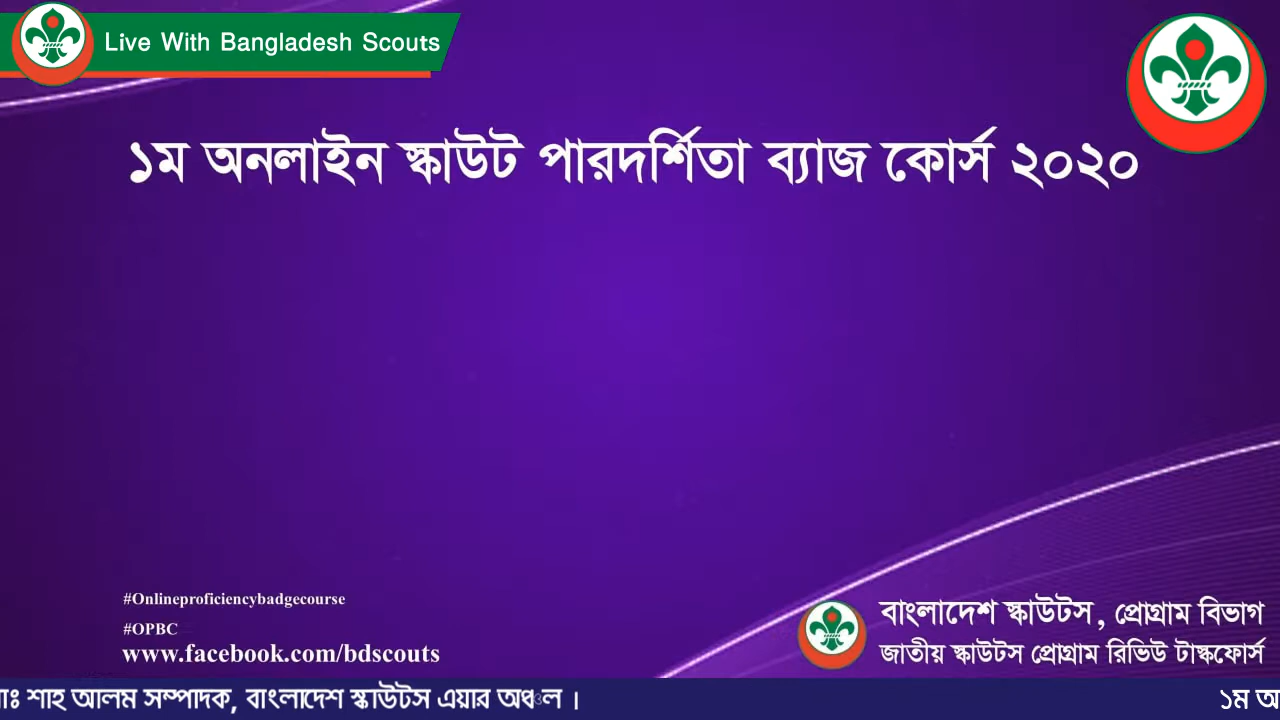 Live With Bangladesh Scouts
১ম অনলাইন স্কাউট পারদর্শিতা ব্যাজ কোর্স ২০২০
#Onlineproficiencybadgecourse
#OPBC
www.facebook.com/bdscouts
বাংলাদেশ স্কাউটস, প্রোগ্রাম বিভাগ
জাতীয় স্কাউটস প্রোগ্রাম রিভিউ টাস্কফোর্স
শাহ আলম সম্পাদক, বাংলাদেশ স্কাউটস এয়ার অঞ্চল । ১ম